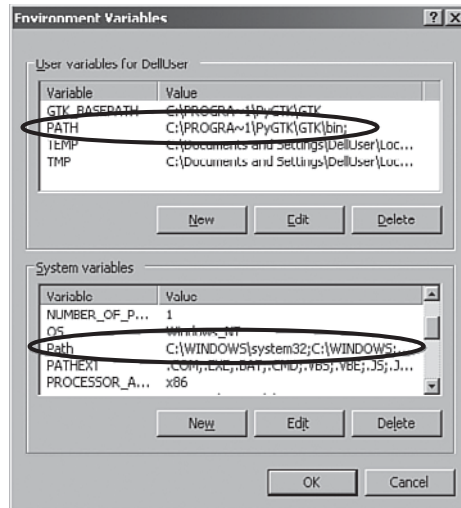 Environment Variables
User variables for DellUser
Variable Value
GTK_BASEPATH C:\PROGRA~1\PyGTK\GTK
PATH C:\PROGRA~1\PyGTK\GTK\bin;
TEMP C:\Documents and Settings\DellUser\Loc...
TMP C:\Documents and Settings\DellUser\Loc...
New Edit Delete
System variables
Variable Value
NUMBER_OF_P... 1
OS Windows_NT
Path C:\WINDOWS\system32;C:\WINDOWS;...
PATHEXT .COM;.EXE;.BAT;.CMD;.VBS;.VBE;.JS;.J...
PROCESSOR_A... x86
New Edit Delete
OK Cancel